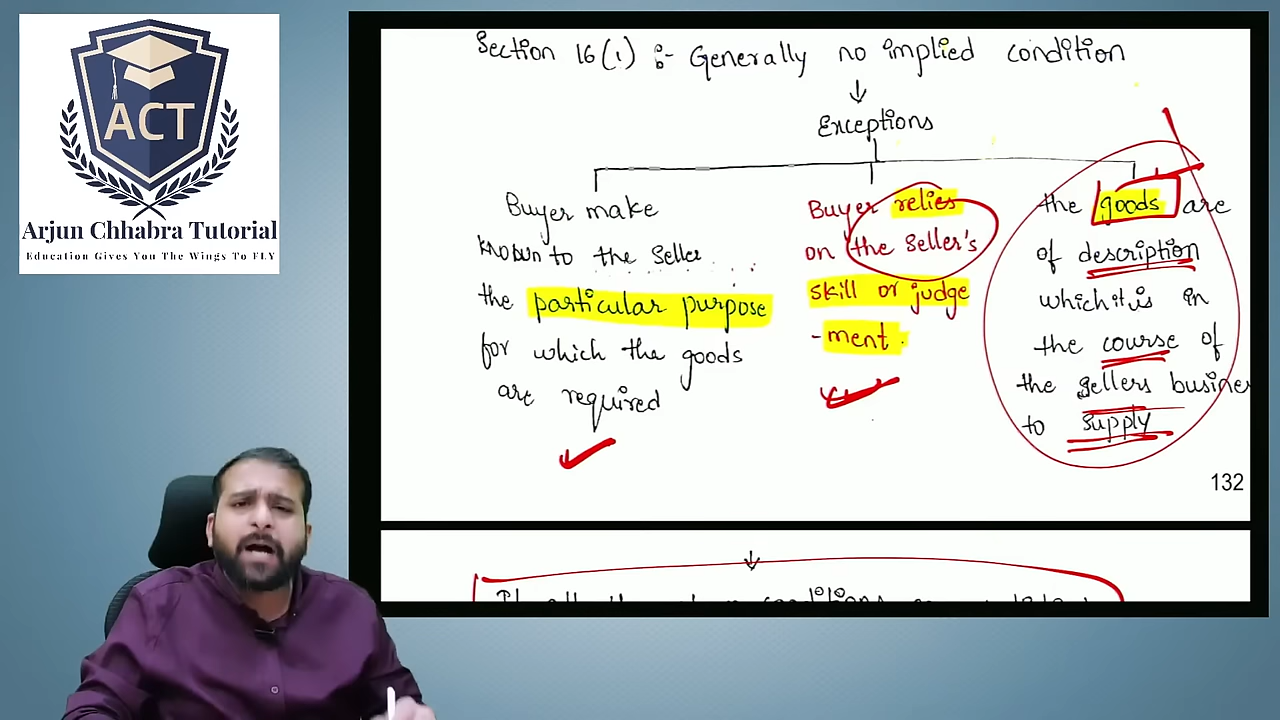 ACT
Arjun Chhabra Tutorial
Education Gives You The Wings To FLY
Section 16(1) :- Generally no implied condition
Exceptions
Buyer make
known to the Seller
the particular purpose
for which the goods
are required
Buyer relies
on the Seller's
skill or judge
-ment.
the goods are
of description
which it is in
the course of
the sellers busines
to supply
132